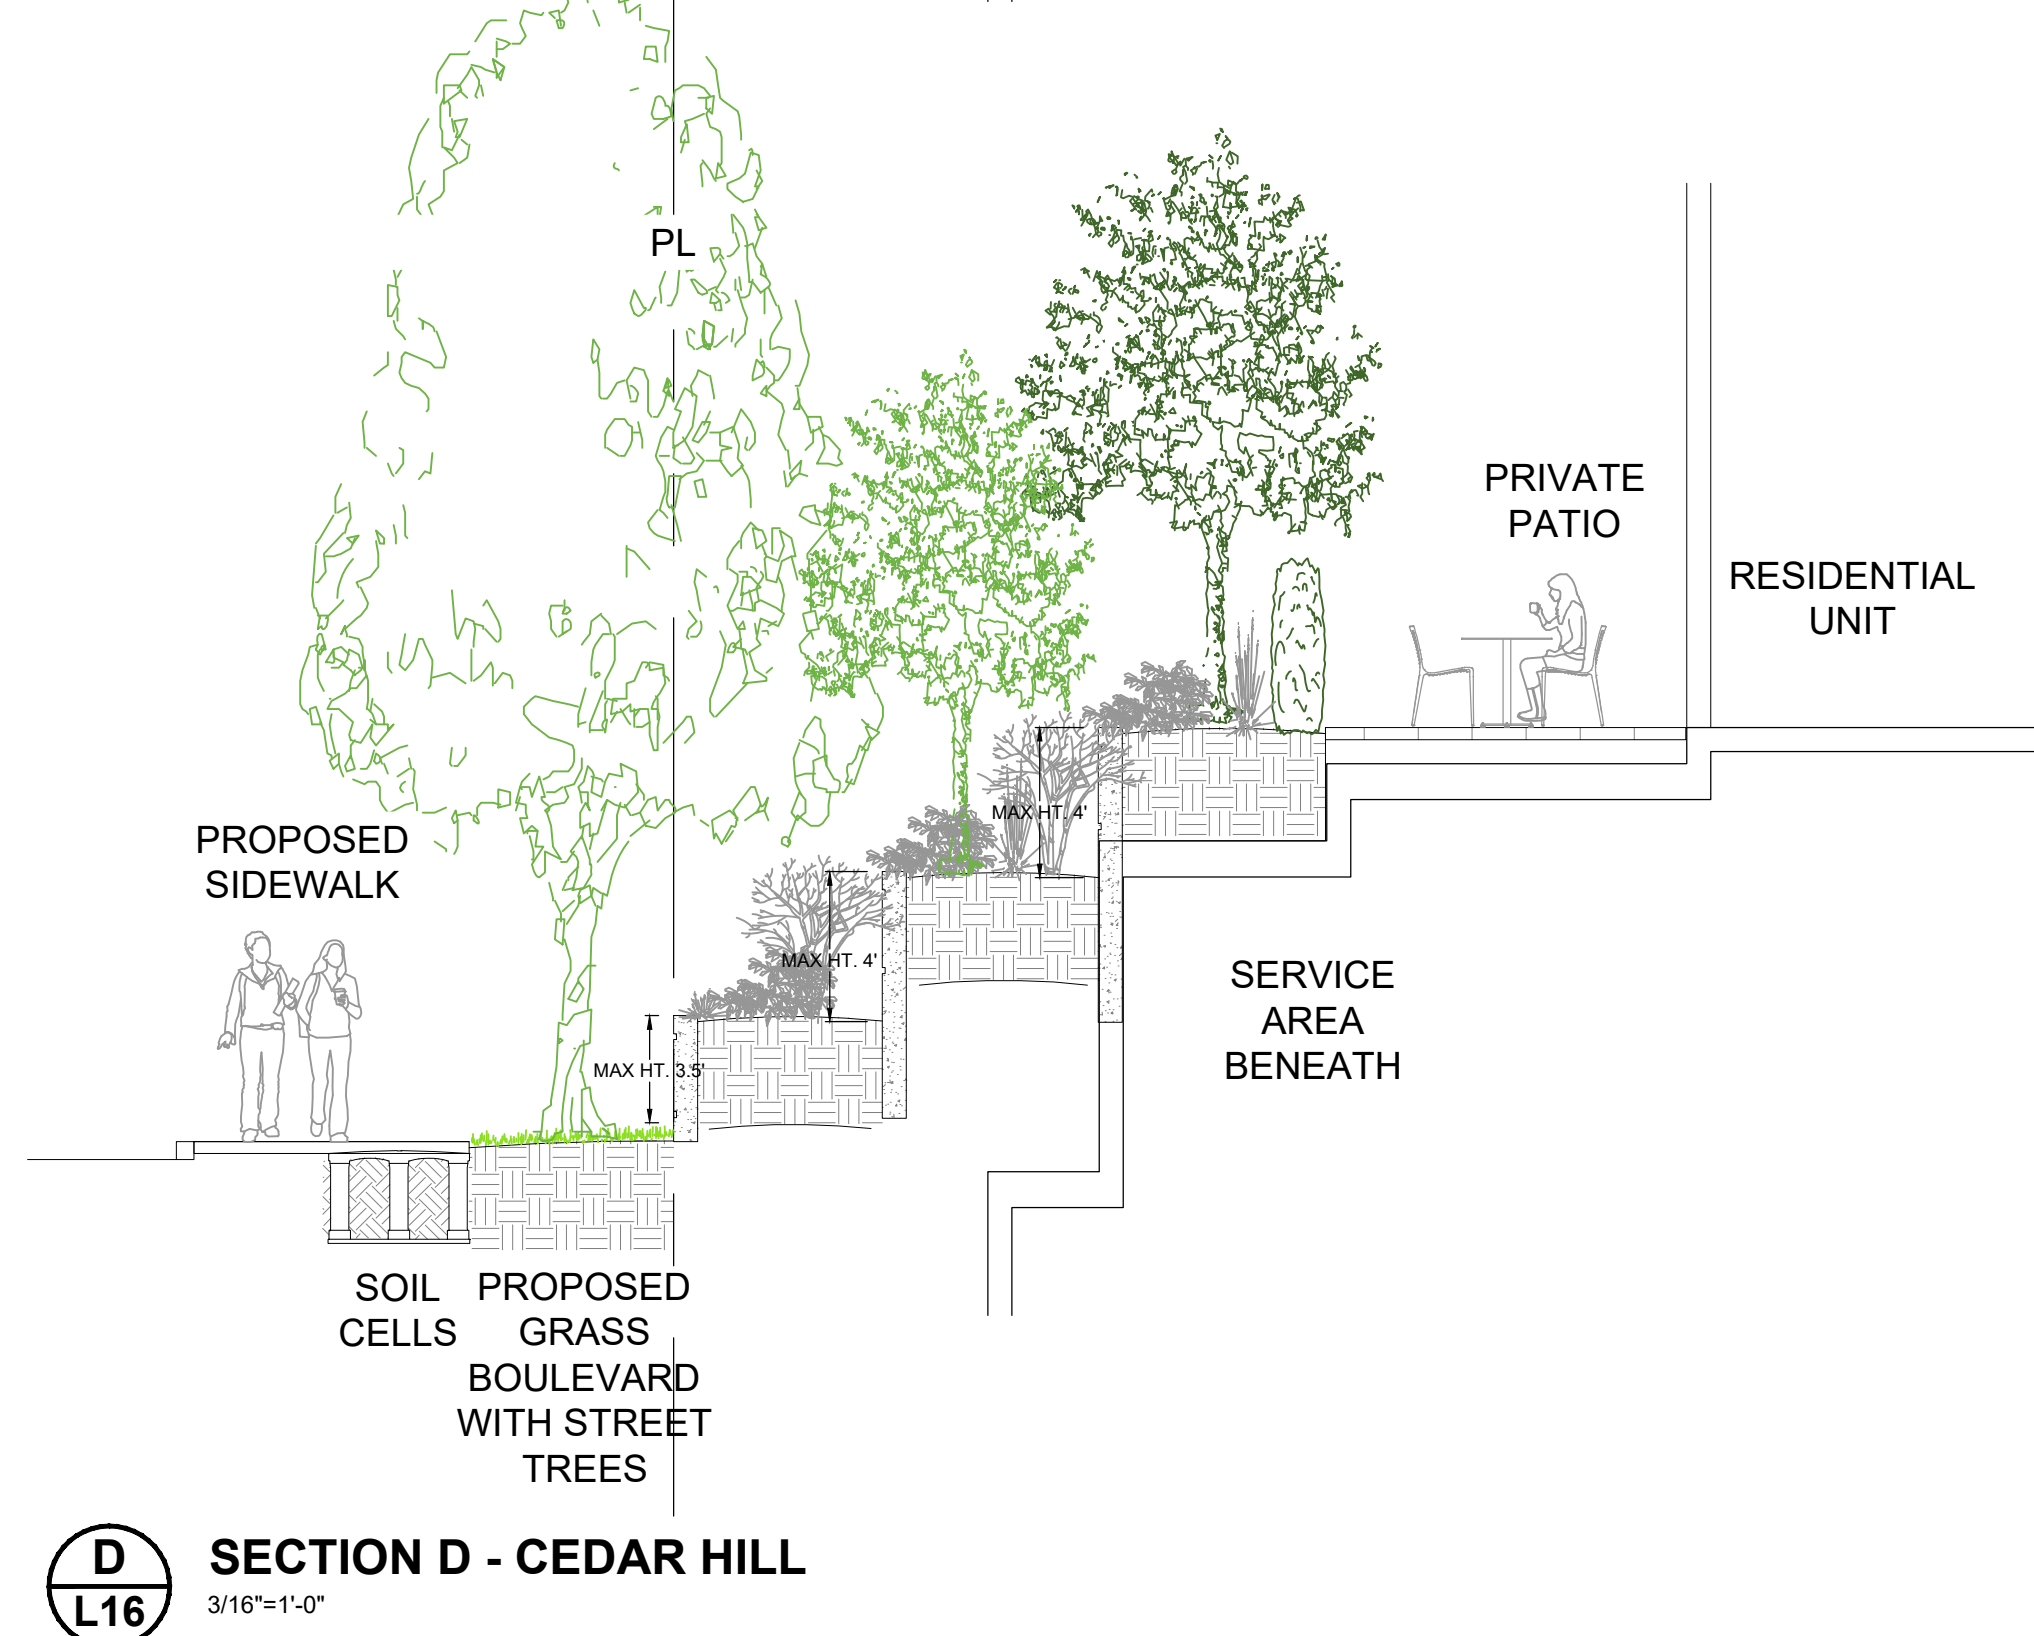 PL
PRIVATE
PATIO
RESIDENTIAL
UNIT
MAX HT. 4'
PROPOSED
SIDEWALK
MAX HT. 4'
SERVICE
AREA
BENEATH
MAX HT. 3.5'
SOIL
CELLS
PROPOSED
GRASS
BOULEVARD
WITH STREET
TREES
D
L16
SECTION D - CEDAR HILL
3/16"=1'-0"